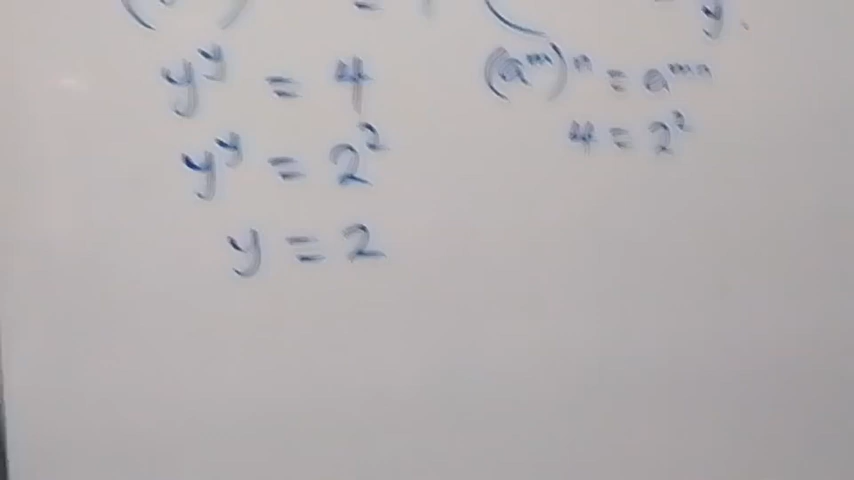 y^y = 4
(a^m)^n = a^mn
y^y = 2^2
4 = 2^2
y = 2